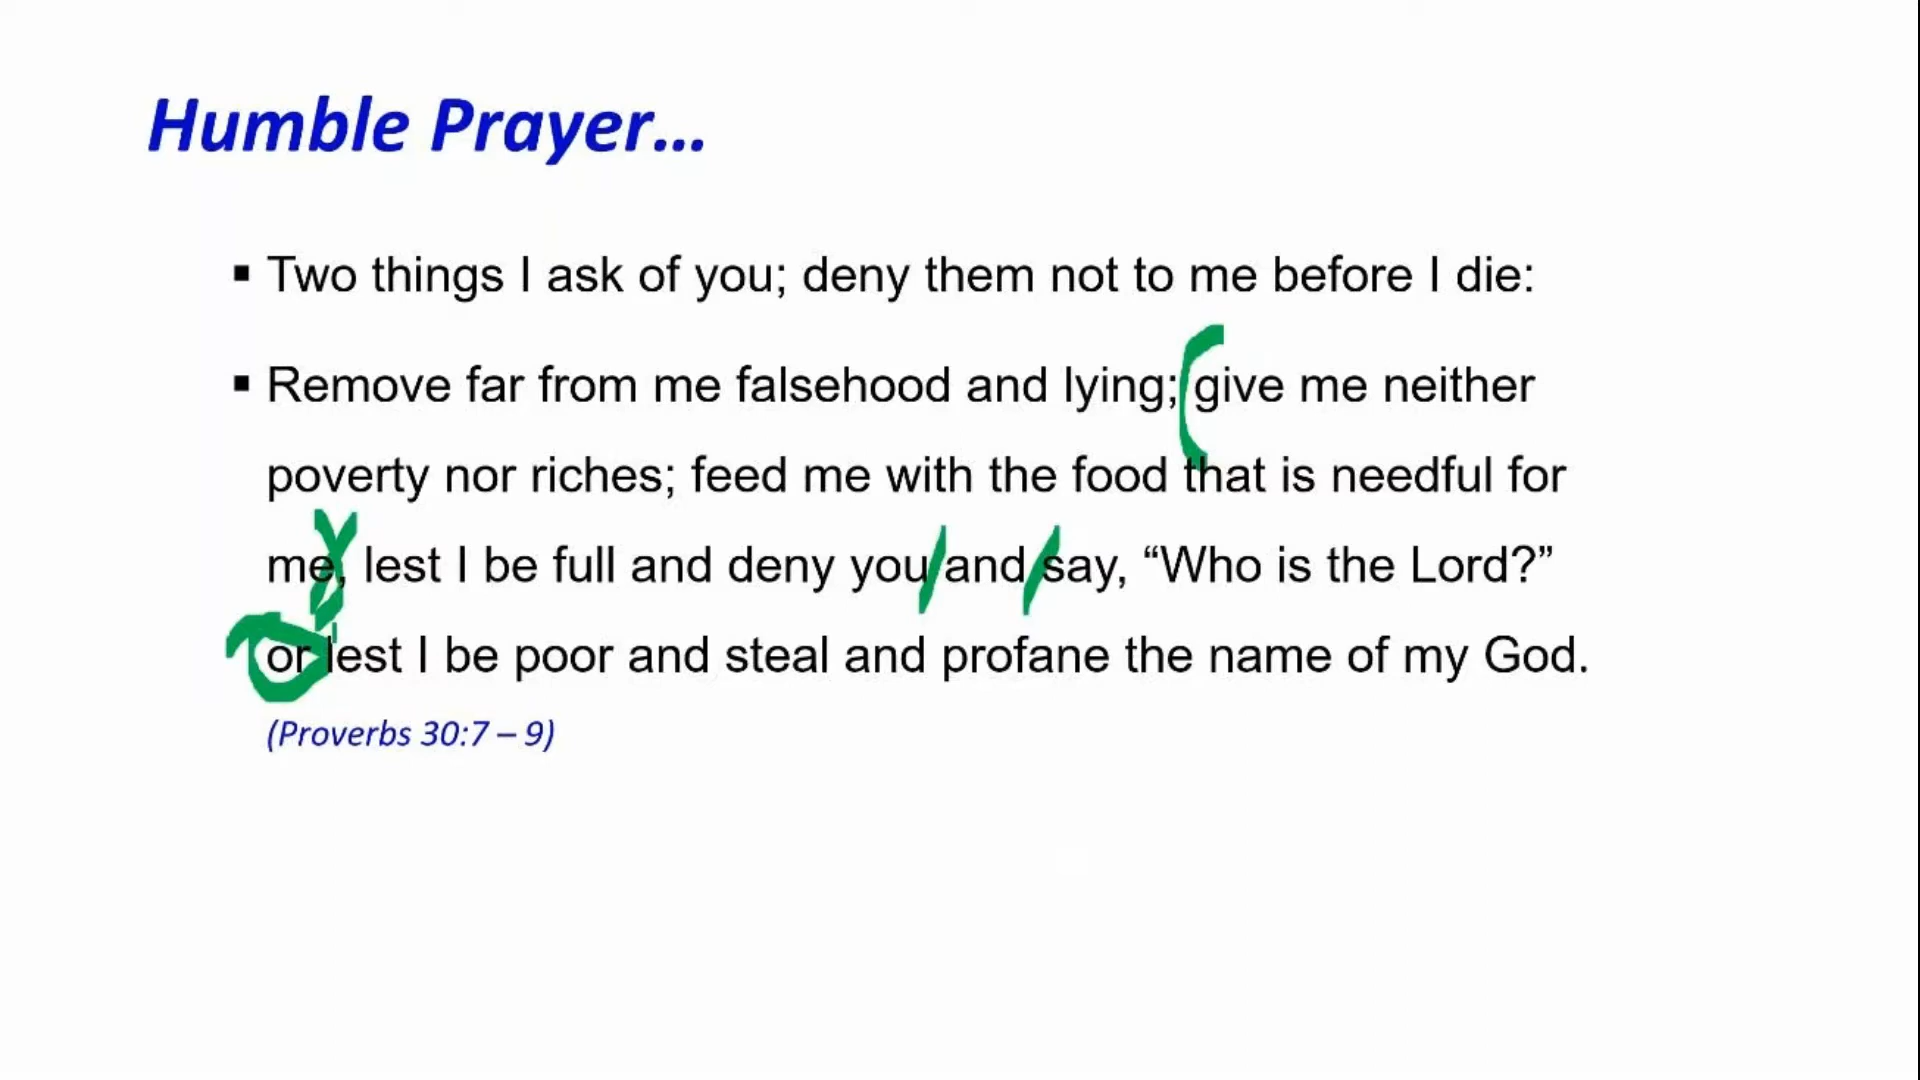 Humble Prayer...
▪ Two things I ask of you; deny them not to me before I die:
▪ Remove far from me falsehood and lying; give me neither
poverty nor riches; feed me with the food that is needful for
me, lest I be full and deny you and say, “Who is the Lord?”
or lest I be poor and steal and profane the name of my God.
(Proverbs 30:7 – 9)